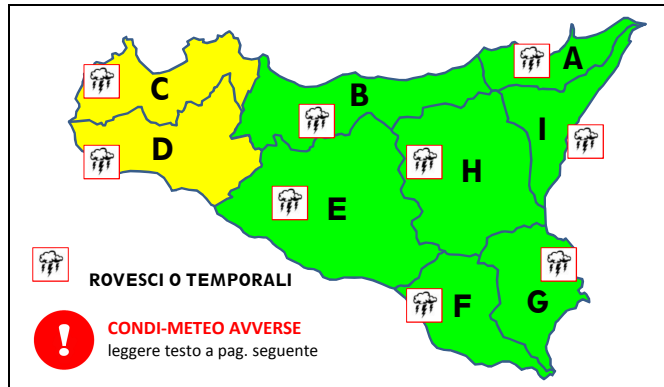 A
C
B
I
D
H
E
F
G
ROVESCI O TEMPORALI
CONDI-METEO AVVERSE
leggere testo a pag. seguente